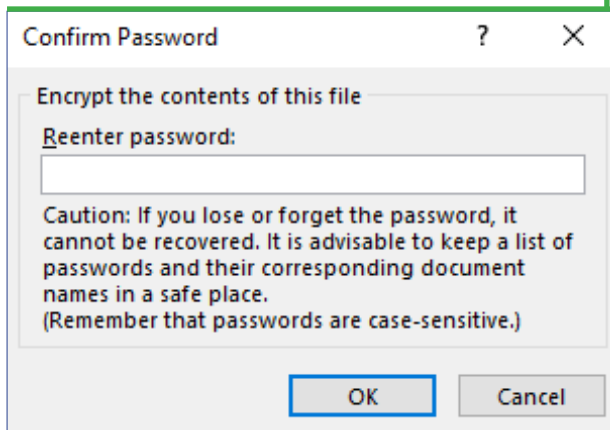 Confirm Password ?
Encrypt the contents of this file
Reenter password:
Caution: If you lose or forget the password, it
cannot be recovered. It is advisable to keep a list of
passwords and their corresponding document
names in a safe place.
(Remember that passwords are case-sensitive.)
OK Cancel